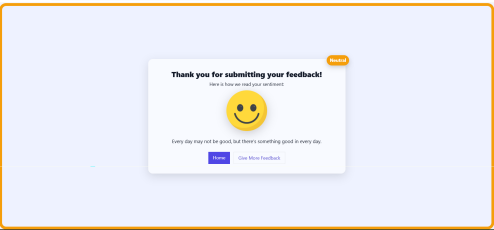 Neutral
Thank you for submitting your feedback!
Here is how we read your sentiment:
Every day may not be good, but there's something good in every day.
Home Give More Feedback